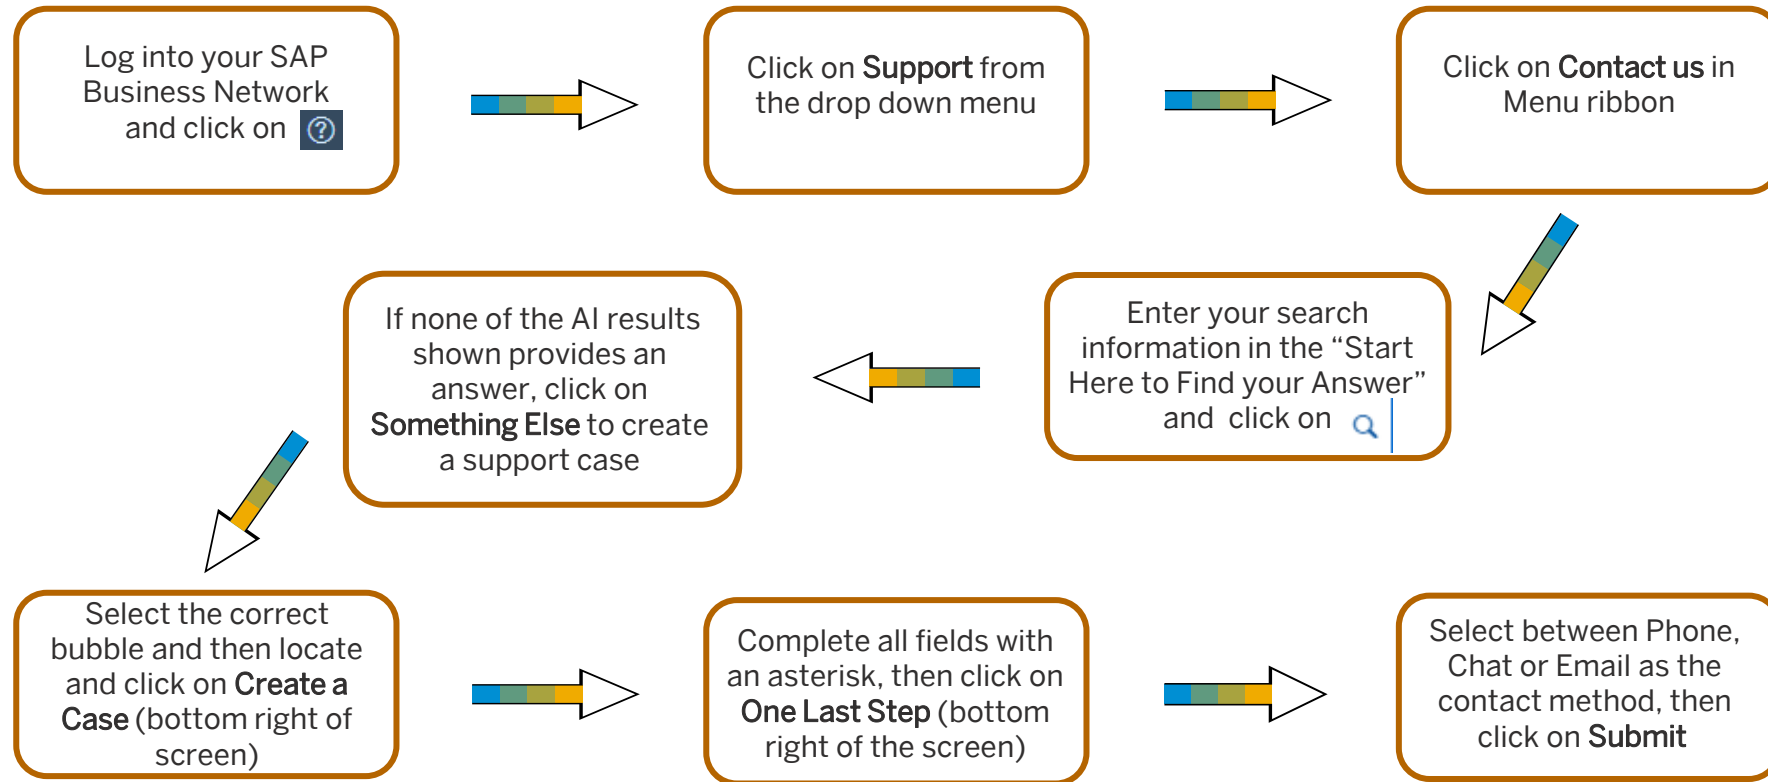 Log into your SAP
Business Network
and click on
Click on Support from
the drop down menu
Click on Contact us in
Menu ribbon
Enter your search
information in the “Start
Here to Find your Answer”
and click on
If none of the AI results
shown provides an
answer, click on
Something Else to create
a support case
Select the correct
bubble and then locate
and click on Create a
Case (bottom right of
screen)
Complete all fields with
an asterisk, then click on
One Last Step (bottom
right of the screen)
Select between Phone,
Chat or Email as the
contact method, then
click on Submit